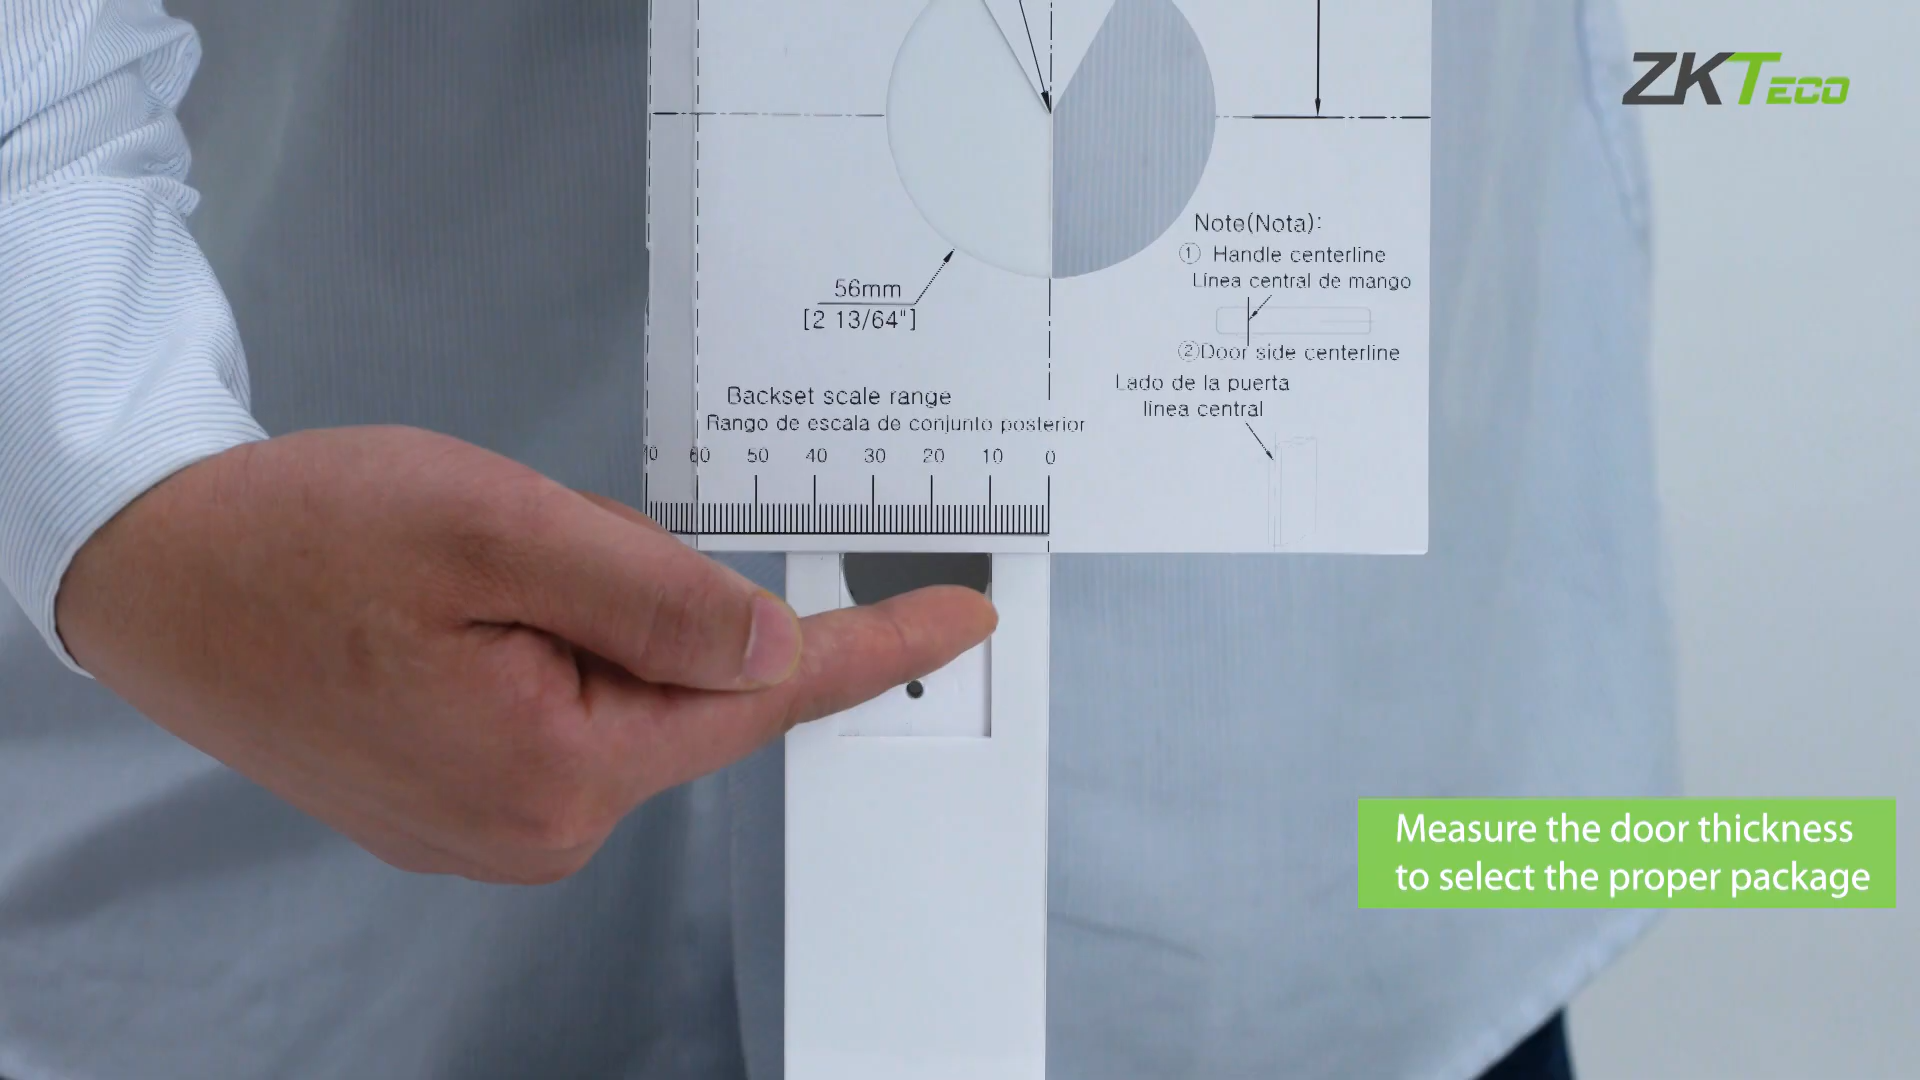 ZKTeco
Note(Nota):
① Handle centerline
Línea central de mango
56mm
[2 13/64"]
②Door side centerline
Lado de la puerta
línea central
Backset scale range
Rango de escala de conjunto posterior
60 50 40 30 20 10 0
Measure the door thickness
to select the proper package